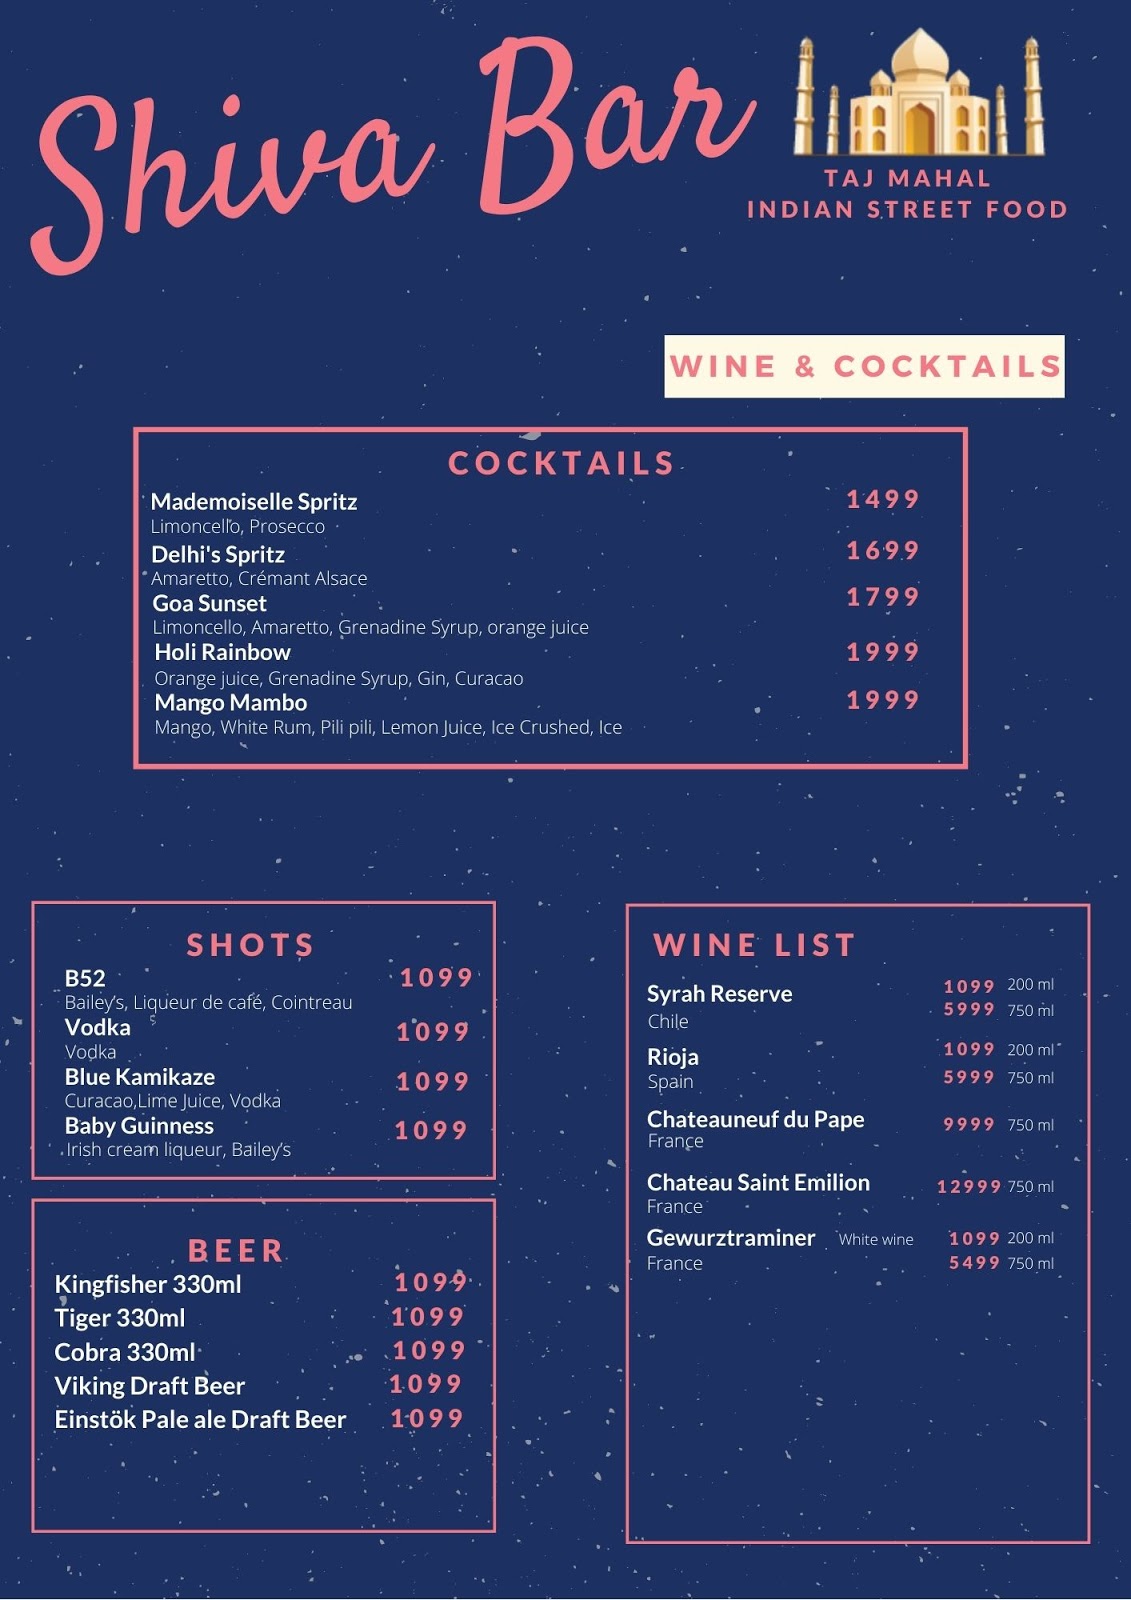 Shiva Bar
TAJ MAHAL
INDIAN STREET FOOD
WINE & COCKTAILS
COCKTAILS
Mademoiselle Spritz 1499
Limoncello, Prosecco
Delhi's Spritz 1699
Amaretto, Crémant Alsace
Goa Sunset 1799
Limoncello, Amaretto, Grenadine Syrup, orange juice
Holi Rainbow 1999
Orange juice, Grenadine Syrup, Gin, Curacao
Mango Mambo 1999
Mango, White Rum, Pili pili, Lemon Juice, Ice Crushed, Ice
SHOTS
B52 1099
Bailey's, Liqueur de café, Cointreau
Vodka 1099
Vodka
Blue Kamikaze 1099
Curacao,Lime Juice, Vodka
Baby Guinness 1099
Irish cream liqueur, Bailey's
BEER
Kingfisher 330ml 1099
Tiger 330ml 1099
Cobra 330ml 1099
Viking Draft Beer 1099
Einstök Pale ale Draft Beer 1099
WINE LIST
Syrah Reserve 1099 200 ml
5999 750 ml
Chile
Rioja 1099 200 ml
Spain 5999 750 ml
Chateauneuf du Pape 9999 750 ml
France
Chateau Saint Emilion 12999 750 ml
France
Gewurztraminer White wine 1099 200 ml
France 5499 750 ml